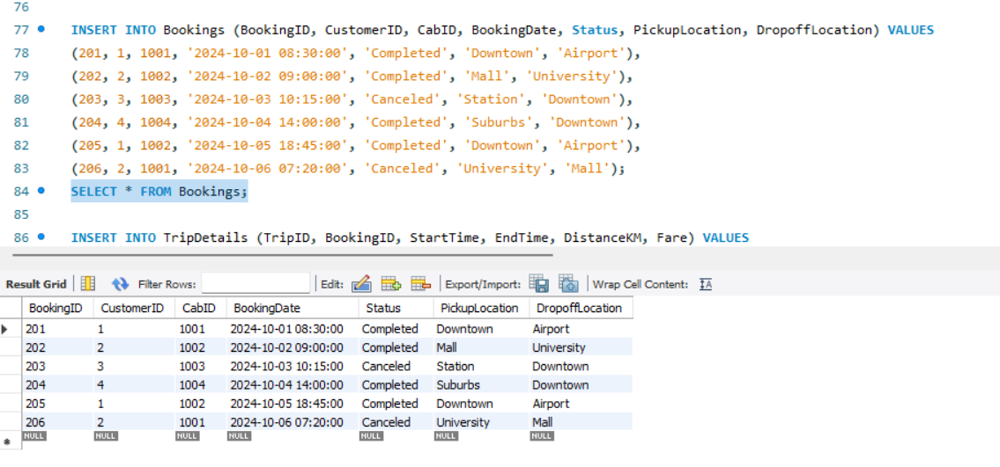 76
77 INSERT INTO Bookings (BookingID, CustomerID, CabID, BookingDate, Status, PickupLocation, DropoffLocation) VALUES
78 (201, 1, 1001, '2024-10-01 08:30:00', 'Completed', 'Downtown', 'Airport'),
79 (202, 2, 1002, '2024-10-02 09:00:00', 'Completed', 'Mall', 'University'),
80 (203, 3, 1003, '2024-10-03 10:15:00', 'Canceled', 'Station', 'Downtown'),
81 (204, 4, 1004, '2024-10-04 14:00:00', 'Completed', 'Suburbs', 'Downtown'),
82 (205, 1, 1002, '2024-10-05 18:45:00', 'Completed', 'Downtown', 'Airport'),
83 (206, 2, 1001, '2024-10-06 07:20:00', 'Canceled', 'University', 'Mall');
84 SELECT * FROM Bookings;
85
86 INSERT INTO TripDetails (TripID, BookingID, StartTime, EndTime, DistanceKM, Fare) VALUES
Result Grid Filter Rows: Edit: Export/Import: Wrap Cell Content: IA
BookingID CustomerID CabID BookingDate Status PickupLocation DropoffLocation
201 1 1001 2024-10-01 08:30:00 Completed Downtown Airport
202 2 1002 2024-10-02 09:00:00 Completed Mall University
203 3 1003 2024-10-03 10:15:00 Canceled Station Downtown
204 4 1004 2024-10-04 14:00:00 Completed Suburbs Downtown
205 1 1002 2024-10-05 18:45:00 Completed Downtown Airport
206 2 1001 2024-10-06 07:20:00 Canceled University Mall
NULL NULL NULL NULL NULL NULL NULL